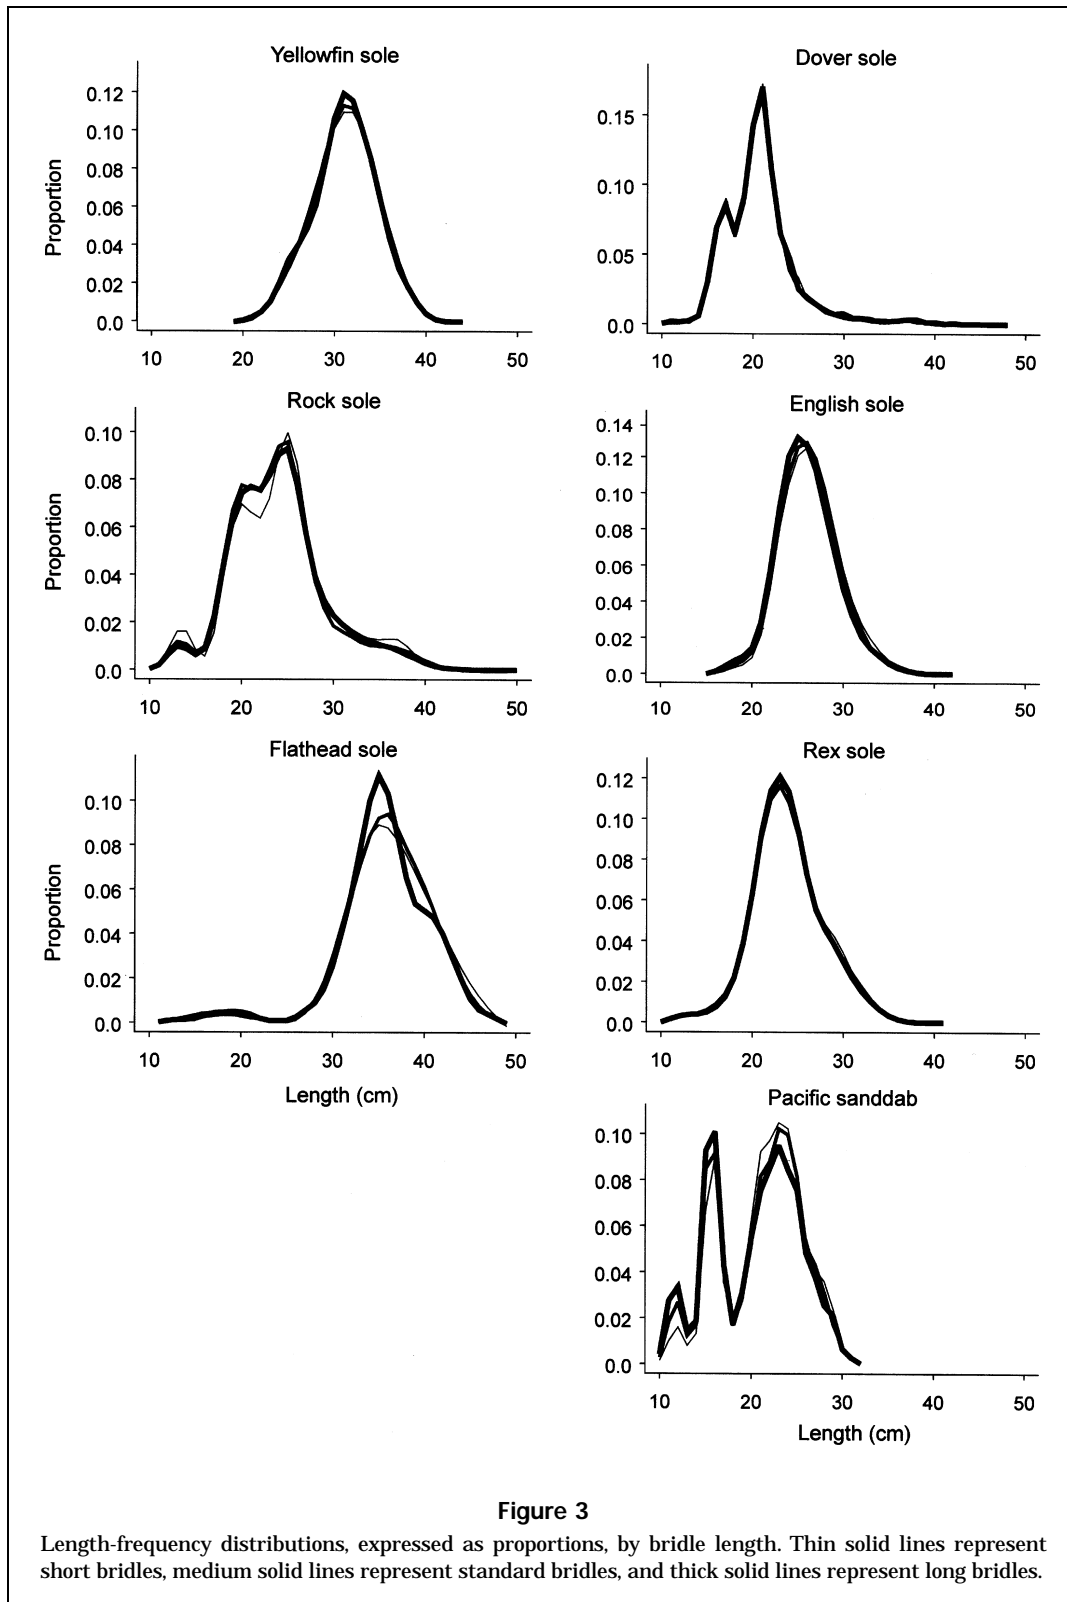 Yellowfin sole
Proportion
0.12
0.10
0.08
0.06
0.04
0.02
0.0
10 20 30 40 50
Dover sole
0.15
0.10
0.05
0.0
10 20 30 40 50
Rock sole
Proportion
0.10
0.08
0.06
0.04
0.02
0.0
10 20 30 40 50
English sole
0.14
0.12
0.10
0.08
0.06
0.04
0.02
0.0
10 20 30 40 50
Flathead sole
Proportion
0.10
0.08
0.06
0.04
0.02
0.0
10 20 30 40 50
Length (cm)
Rex sole
0.12
0.10
0.08
0.06
0.04
0.02
0.0
10 20 30 40 50
Pacific sanddab
0.10
0.08
0.06
0.04
0.02
0.0
10 20 30 40 50
Length (cm)
Figure 3
Length-frequency distributions, expressed as proportions, by bridle length. Thin solid lines represent
short bridles, medium solid lines represent standard bridles, and thick solid lines represent long bridles.